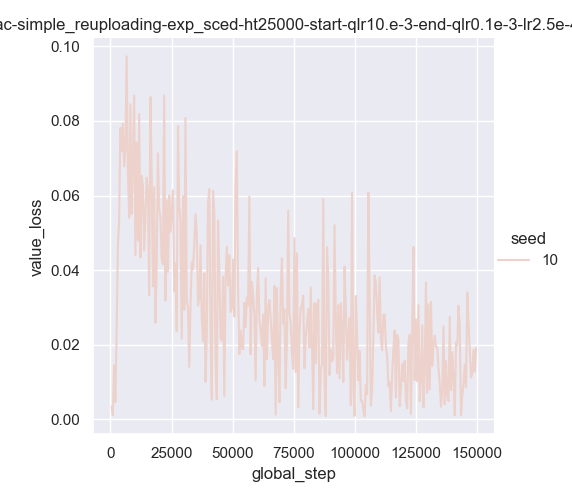 ac-simple_reuploading-exp_sced-ht25000-start-qlr10.e-3-end-qlr0.1e-3-lr2.5e-4
0.10
0.08
0.06
0.04
0.02
0.00
value_loss
0 25000 50000 75000 100000 125000 150000
global_step
seed
10